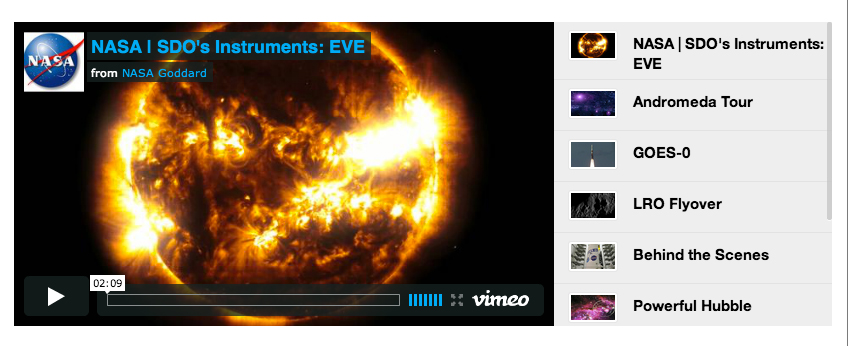 NASA
NASA | SDO's Instruments: EVE
from NASA Goddard
02:09
vimeo
NASA | SDO's Instruments:
EVE
Andromeda Tour
GOES-0
LRO Flyover
Behind the Scenes
Powerful Hubble